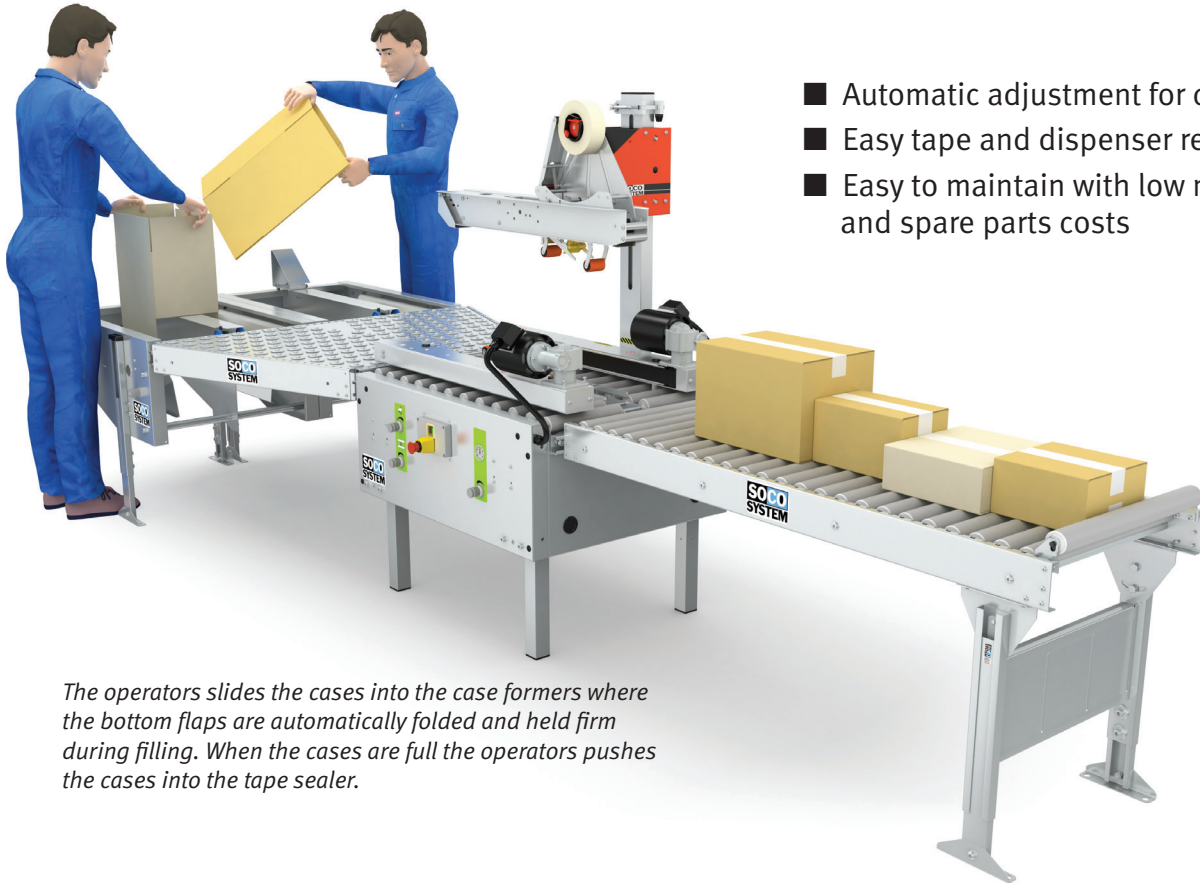 Automatic adjustment for
Easy tape and dispenser
Easy to maintain with low
and spare parts costs
SOCO
SYSTEM
SOCO
SYSTEM
SOCO
SYSTEM
SOCO
SYSTEM
SOCO
SYSTEM
The operators slides the cases into the case formers where
the bottom flaps are automatically folded and held firm
during filling. When the cases are full the operators pushes
the cases into the tape sealer.